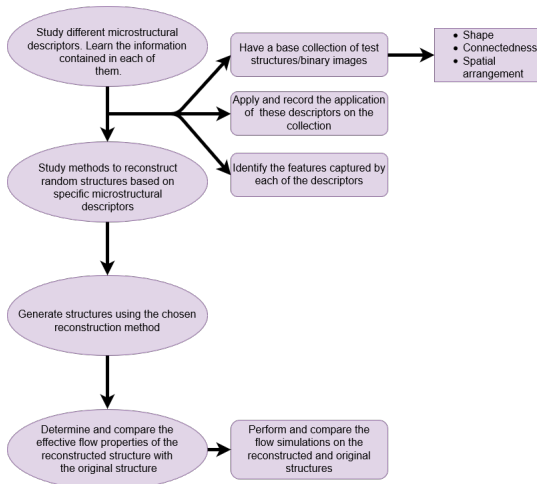 Study different microstructural
descriptors. Learn the information
contained in each of
them.
Have a base collection of test
structures/binary images
• Shape
• Connectedness
• Spatial
arrangement
Apply and record the application
of these descriptors on the
collection
Identify the features captured by
each of the descriptors
Study methods to reconstruct
random structures based on
specific microstructural
descriptors
Generate structures using the chosen
reconstruction method
Determine and compare the
effective flow properties of the
reconstructed structure with
the original structure
Perform and compare the
flow simulations on the
reconstructed and original
structures